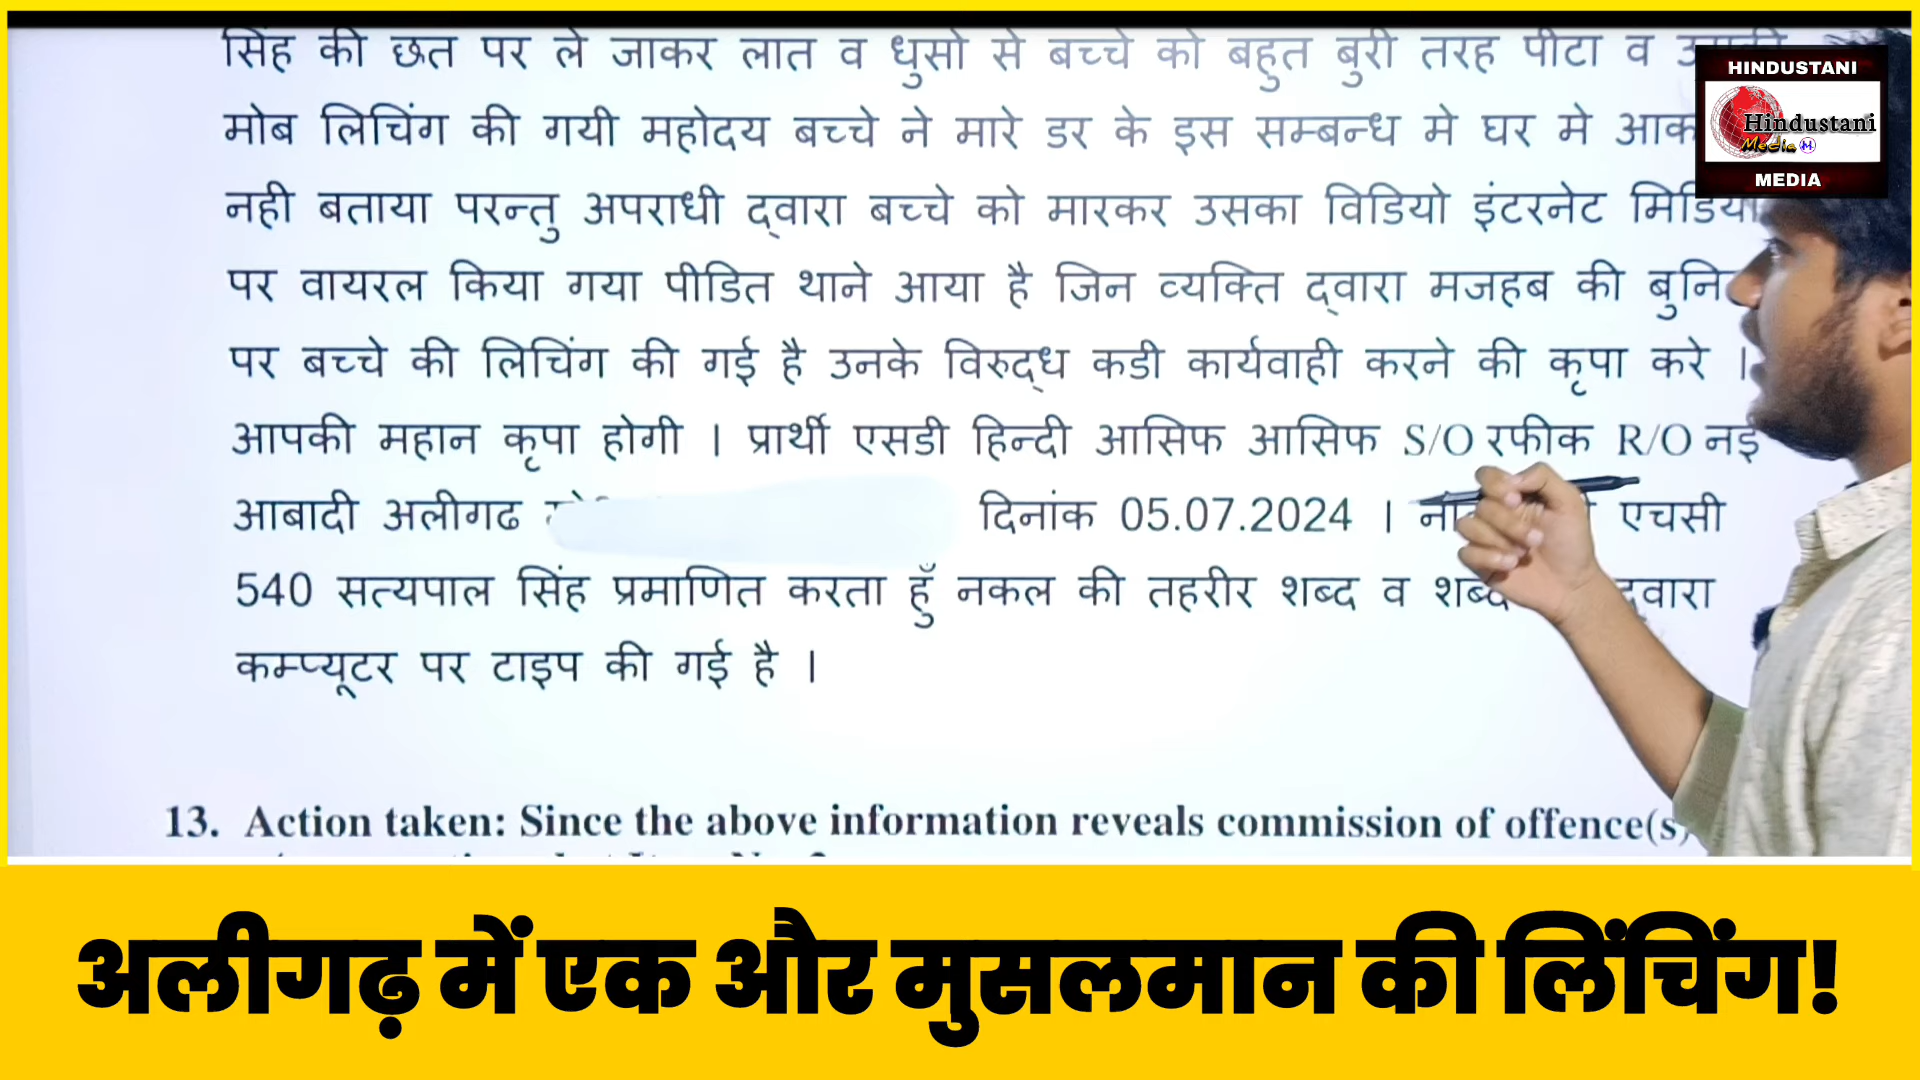 सिंह की छत पर ले जाकर लात व धुसो से बच्चे को बहुत बुरी तरह पीटा व
मोब लिचिंग की गयी महोदय बच्चे ने मारे डर के इस सम्बन्ध मे घर मे
नही बताया परन्तु अपराधी द्वारा बच्चे को मारकर उसका विडियो इंटरनेट मिडिया
पर वायरल किया गया पीडित थाने आया है जिन व्यक्ति द्वारा मजहब की
पर बच्चे की लिचिंग की गई है उनके विरुद्ध कडी कार्यवाही करने की कृपा करे ।
आपकी महान कृपा होगी । प्रार्थी एसडी हिन्दी आसिफ आसिफ S/O रफीक R/O नई
आबादी अलीगढ दिनांक 05.07.2024 । एचसी
540 सत्यपाल सिंह प्रमाणित करता हुँ नकल की तहरीर शब्द व शब्द द्वारा
कम्प्यूटर पर टाइप की गई है ।
13. Action taken: Since the above information reveals commission of offence(s)
HINDUSTANI
Hindustani
Media M
MEDIA
अलीगढ़ में एक और मुसलमान की लिंचिंग!